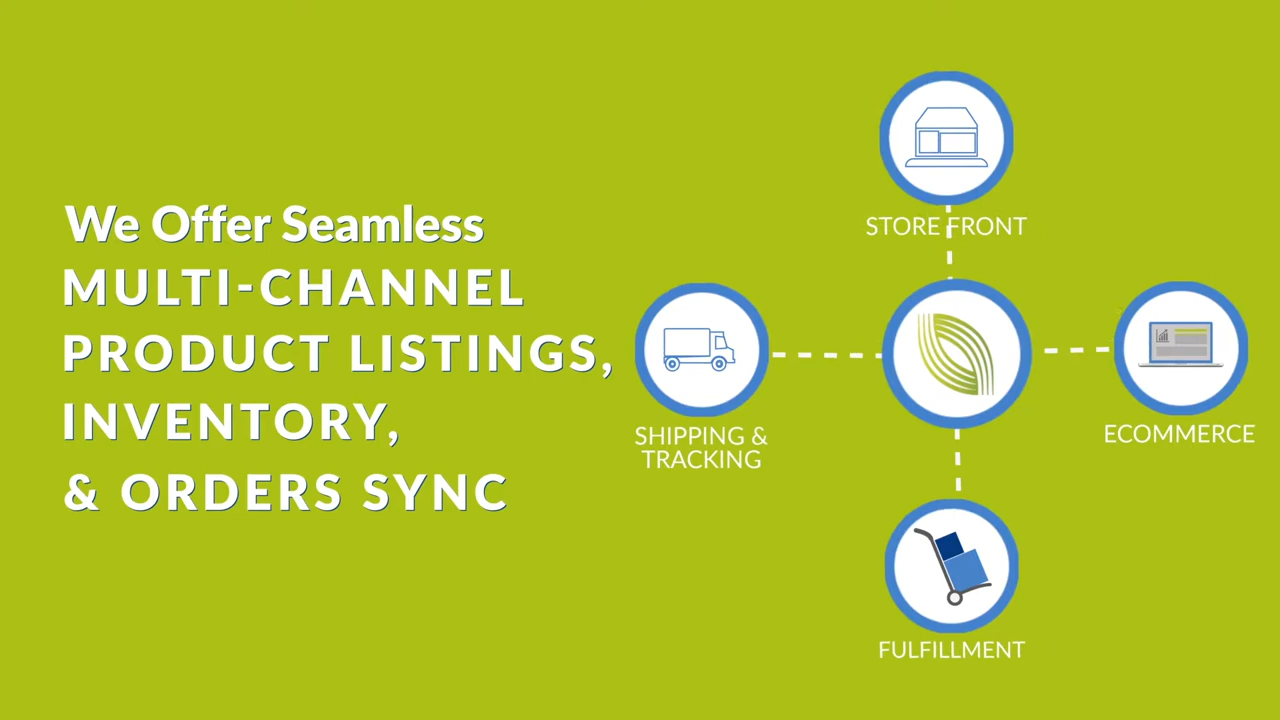 We Offer Seamless
MULTI-CHANNEL
PRODUCT LISTINGS,
INVENTORY,
& ORDERS SYNC
STORE FRONT
SHIPPING &
TRACKING
ECOMMERCE
FULFILLMENT